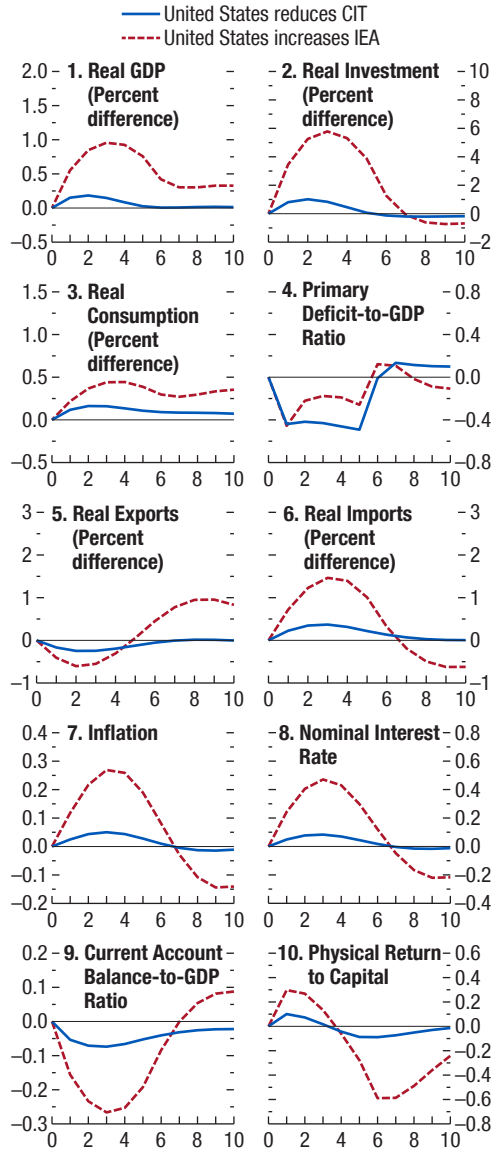 United States reduces CIT
United States increases IEA
1. Real GDP
(Percent
difference)
2.0
1.5
1.0
0.5
0.0
–0.5
0 2 4 6 8 10
2. Real Investment
(Percent
difference)
10
8
6
4
2
0
–2
0 2 4 6 8 10
3. Real
Consumption
(Percent
difference)
1.5
1.0
0.5
0.0
–0.5
0 2 4 6 8 10
4. Primary
Deficit-to-GDP
Ratio
0.8
0.4
0.0
–0.4
–0.8
0 2 4 6 8 10
5. Real Exports
(Percent
difference)
3
2
1
0
–1
0 2 4 6 8 10
6. Real Imports
(Percent
difference)
3
2
1
0
–1
0 2 4 6 8 10
7. Inflation
0.4
0.3
0.2
0.1
0.0
–0.1
–0.2
0 2 4 6 8 10
8. Nominal Interest
Rate
0.8
0.6
0.4
0.2
0.0
–0.2
–0.4
0 2 4 6 8 10
9. Current Account
Balance-to-GDP
Ratio
0.2
0.1
0.0
–0.1
–0.2
–0.3
0 2 4 6 8 10
10. Physical Return
to Capital
0.6
0.4
0.2
0.0
–0.2
–0.4
–0.6
–0.8
0 2 4 6 8 10